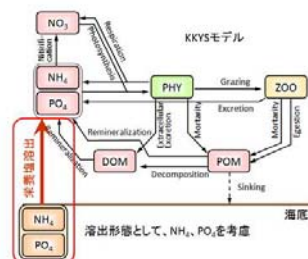 KKYSモデル
NO₃
Nitrification
Respiration
Photosynthesis
NH₄
PO₄
PHY
Grazing
ZOO
Excretion
Extracellular
Excretion
Mortality
Mortality
Egestion
Remineralization
Remineralization
DOM
Decomposition
POM
Sinking
栄養塩溶出
海底
NH₄
PO₄
溶出形態として、NH₄、PO₄を考慮